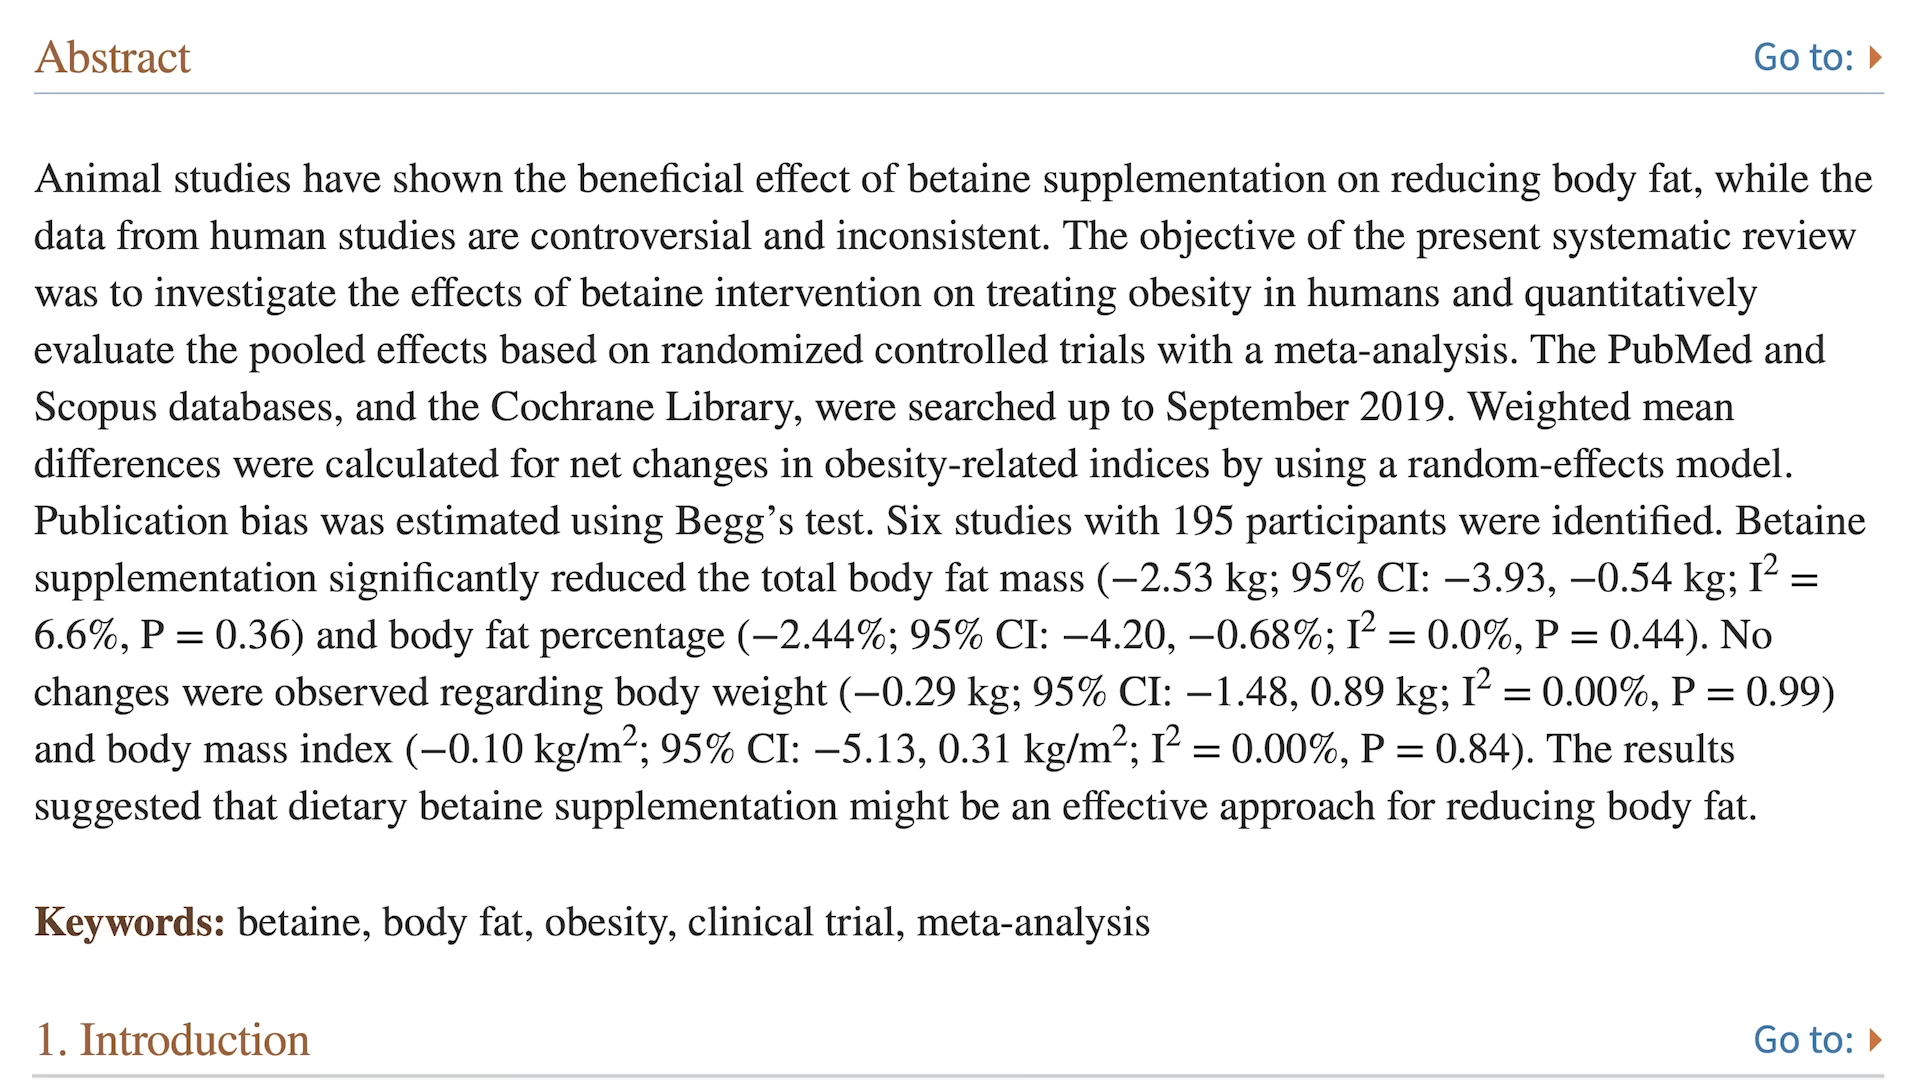 Abstract
Go to:
Animal studies have shown the beneficial effect of betaine supplementation on reducing body fat, while the
data from human studies are controversial and inconsistent. The objective of the present systematic review
was to investigate the effects of betaine intervention on treating obesity in humans and quantitatively
evaluate the pooled effects based on randomized controlled trials with a meta-analysis. The PubMed and
Scopus databases, and the Cochrane Library, were searched up to September 2019. Weighted mean
differences were calculated for net changes in obesity-related indices by using a random-effects model.
Publication bias was estimated using Begg’s test. Six studies with 195 participants were identified. Betaine
supplementation significantly reduced the total body fat mass (−2.53 kg; 95% CI: −3.93, −0.54 kg; I² =
6.6%, P = 0.36) and body fat percentage (−2.44%; 95% CI: −4.20, −0.68%; I² = 0.0%, P = 0.44). No
changes were observed regarding body weight (−0.29 kg; 95% CI: −1.48, 0.89 kg; I² = 0.00%, P = 0.99)
and body mass index (−0.10 kg/m²; 95% CI: −5.13, 0.31 kg/m²; I² = 0.00%, P = 0.84). The results
suggested that dietary betaine supplementation might be an effective approach for reducing body fat.
Keywords: betaine, body fat, obesity, clinical trial, meta-analysis
1. Introduction
Go to: